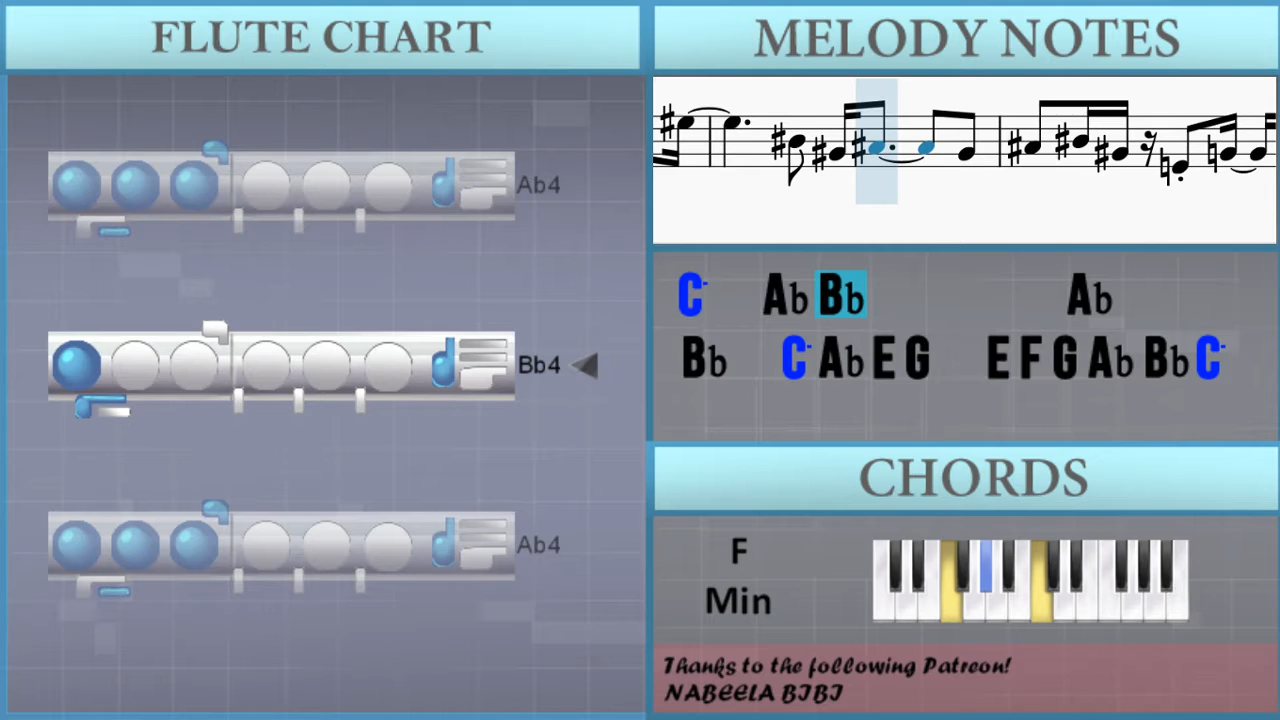 FLUTE CHART
Ab4
Bb4
Ab4
MELODY NOTES
C Ab Bb Ab
Bb C Ab E G E F G Ab Bb C
CHORDS
F
Min
Thanks to the following Patreon!
NABEELA BIBI